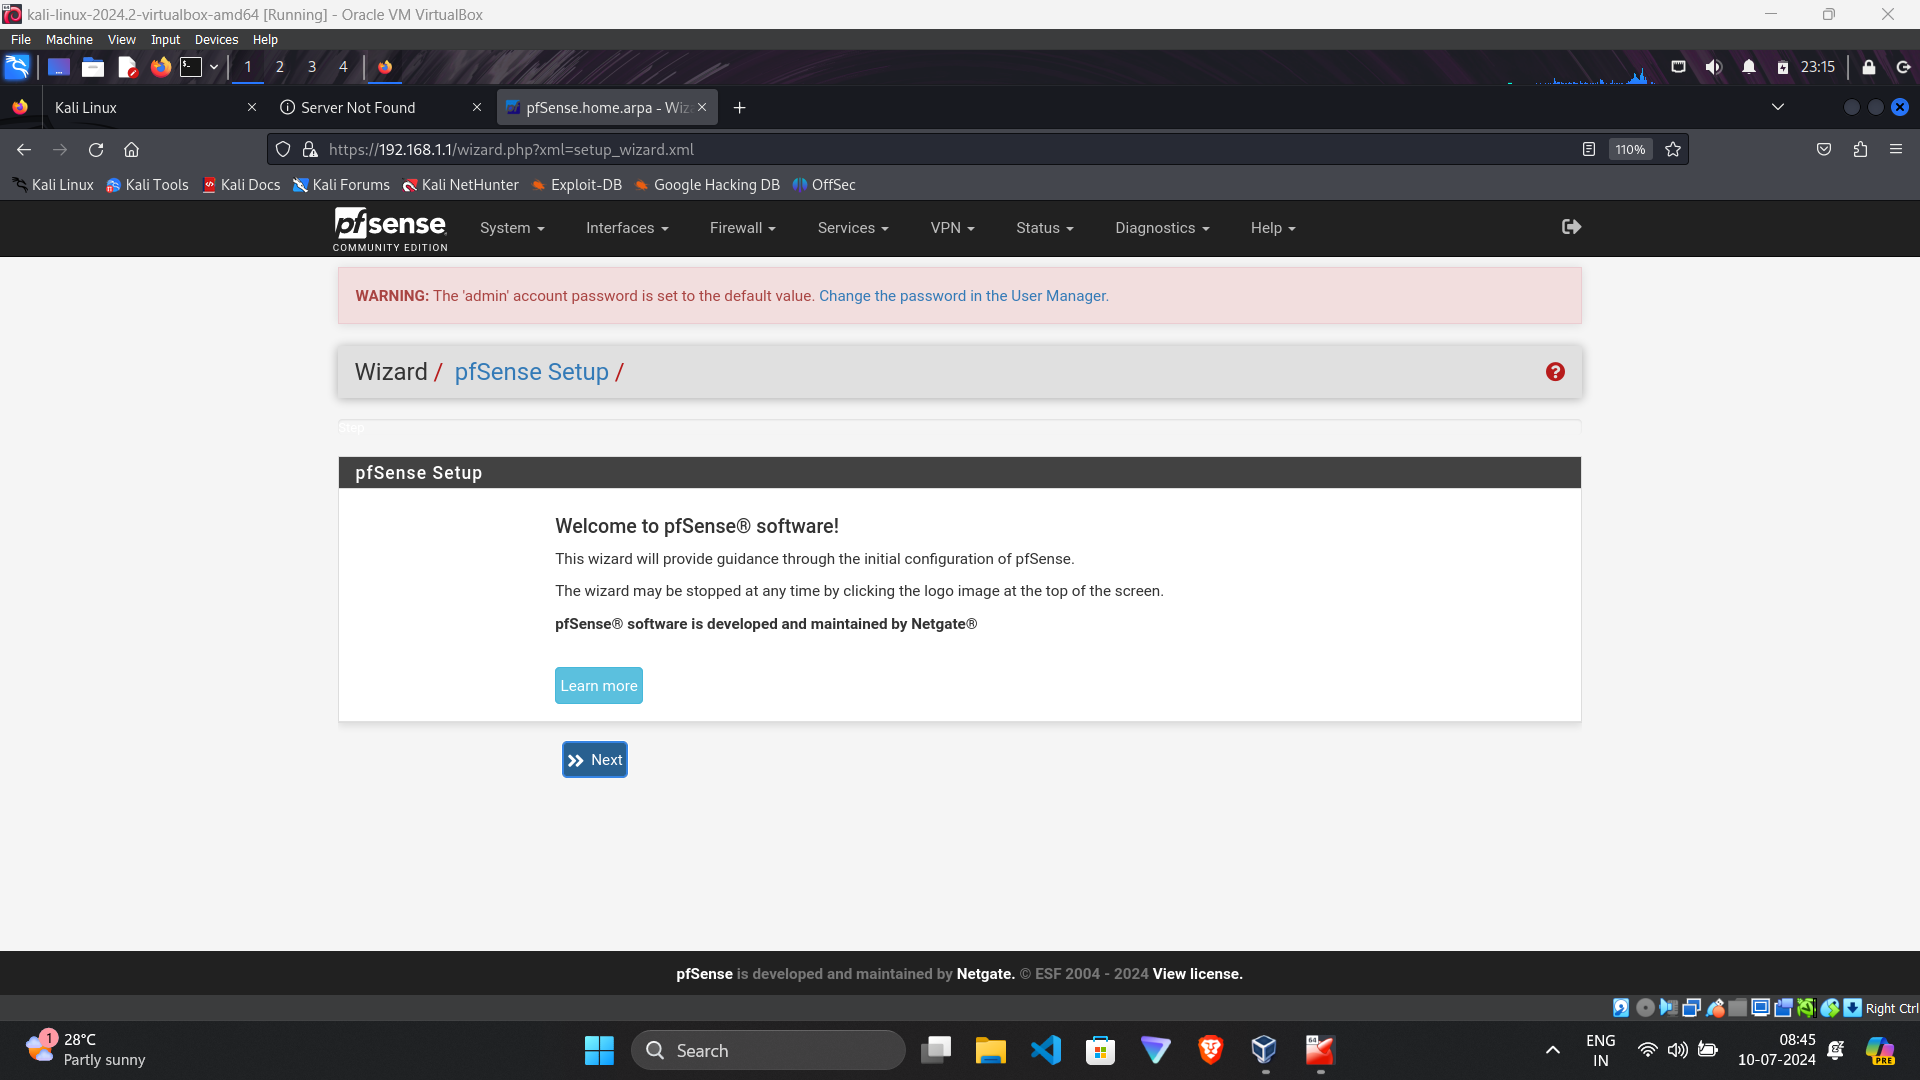 kali-linux-2024.2-virtualbox-amd64 [Running] - Oracle VM VirtualBox
File Machine View Input Devices Help
1 2 3 4 23:15
Kali Linux Server Not Found pfSense.home.arpa - Wiz
https://192.168.1.1/wizard.php?xml=setup_wizard.xml 110%
Kali Linux Kali Tools Kali Docs Kali Forums Kali NetHunter Exploit-DB Google Hacking DB OffSec
pfsense System Interfaces Firewall Services VPN Status Diagnostics Help
COMMUNITY EDITION
WARNING: The 'admin' account password is set to the default value. Change the password in the User Manager.
Wizard / pfSense Setup /
Step
pfSense Setup
Welcome to pfSense® software!
This wizard will provide guidance through the initial configuration of pfSense.
The wizard may be stopped at any time by clicking the logo image at the top of the screen.
pfSense® software is developed and maintained by Netgate®
Learn more
Next
pfSense is developed and maintained by Netgate. © ESF 2004 - 2024 View license.
Right Ctrl
1 28°C
Partly sunny
Search
64
ENG
IN
08:45
10-07-2024
PRE